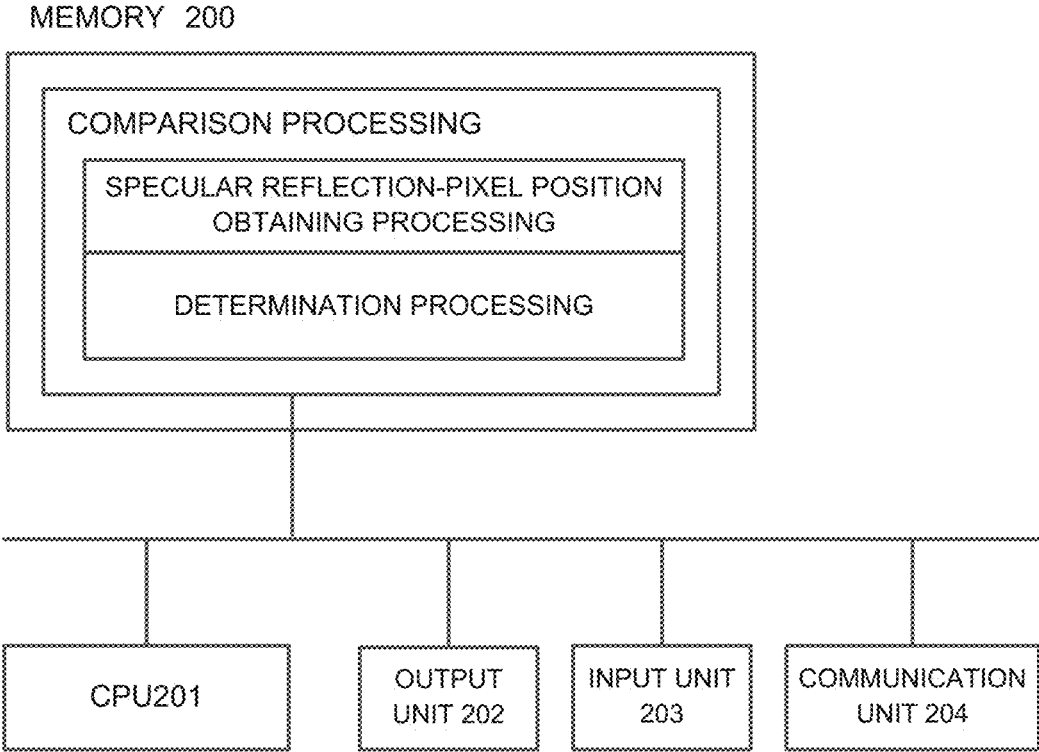 MEMORY 200
COMPARISON PROCESSING
SPECULAR REFLECTION-PIXEL POSITION
OBTAINING PROCESSING
DETERMINATION PROCESSING
CPU201
OUTPUT
UNIT 202
INPUT UNIT
203
COMMUNICATION
UNIT 204